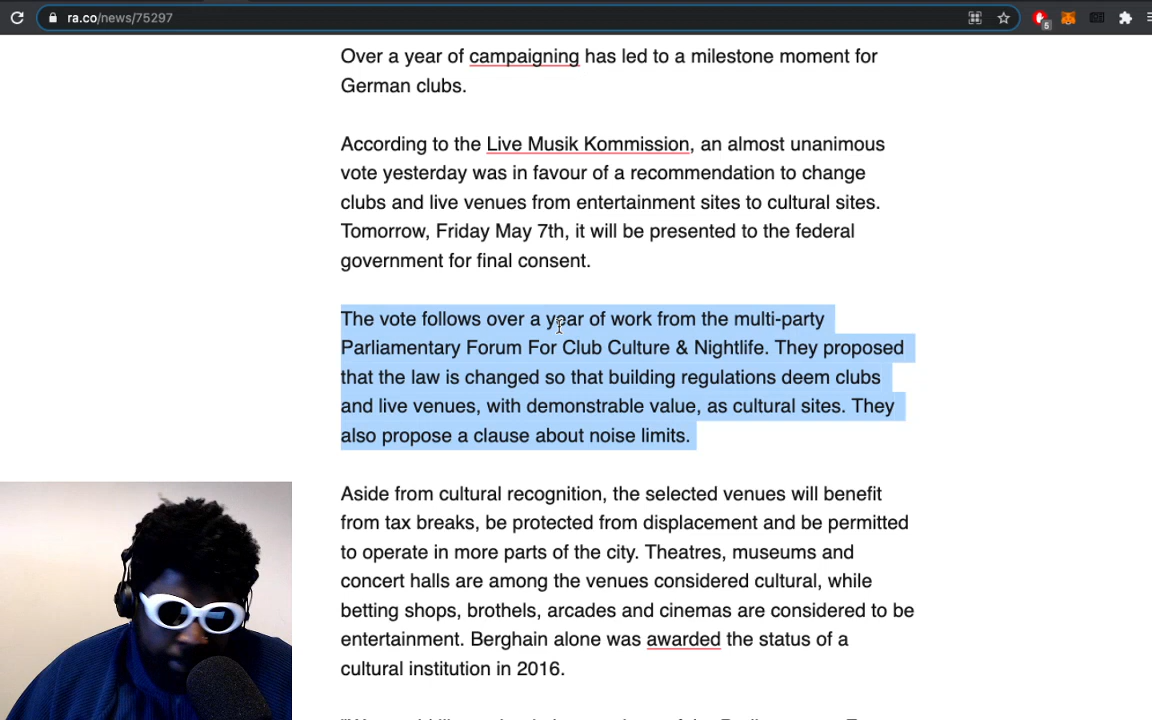 ra.co/news/75297
6
Over a year of campaigning has led to a milestone moment for
German clubs.
According to the Live Musik Kommission, an almost unanimous
vote yesterday was in favour of a recommendation to change
clubs and live venues from entertainment sites to cultural sites.
Tomorrow, Friday May 7th, it will be presented to the federal
government for final consent.
The vote follows over a year of work from the multi-party
Parliamentary Forum For Club Culture & Nightlife. They proposed
that the law is changed so that building regulations deem clubs
and live venues, with demonstrable value, as cultural sites. They
also propose a clause about noise limits.
Aside from cultural recognition, the selected venues will benefit
from tax breaks, be protected from displacement and be permitted
to operate in more parts of the city. Theatres, museums and
concert halls are among the venues considered cultural, while
betting shops, brothels, arcades and cinemas are considered to be
entertainment. Berghain alone was awarded the status of a
cultural institution in 2016.